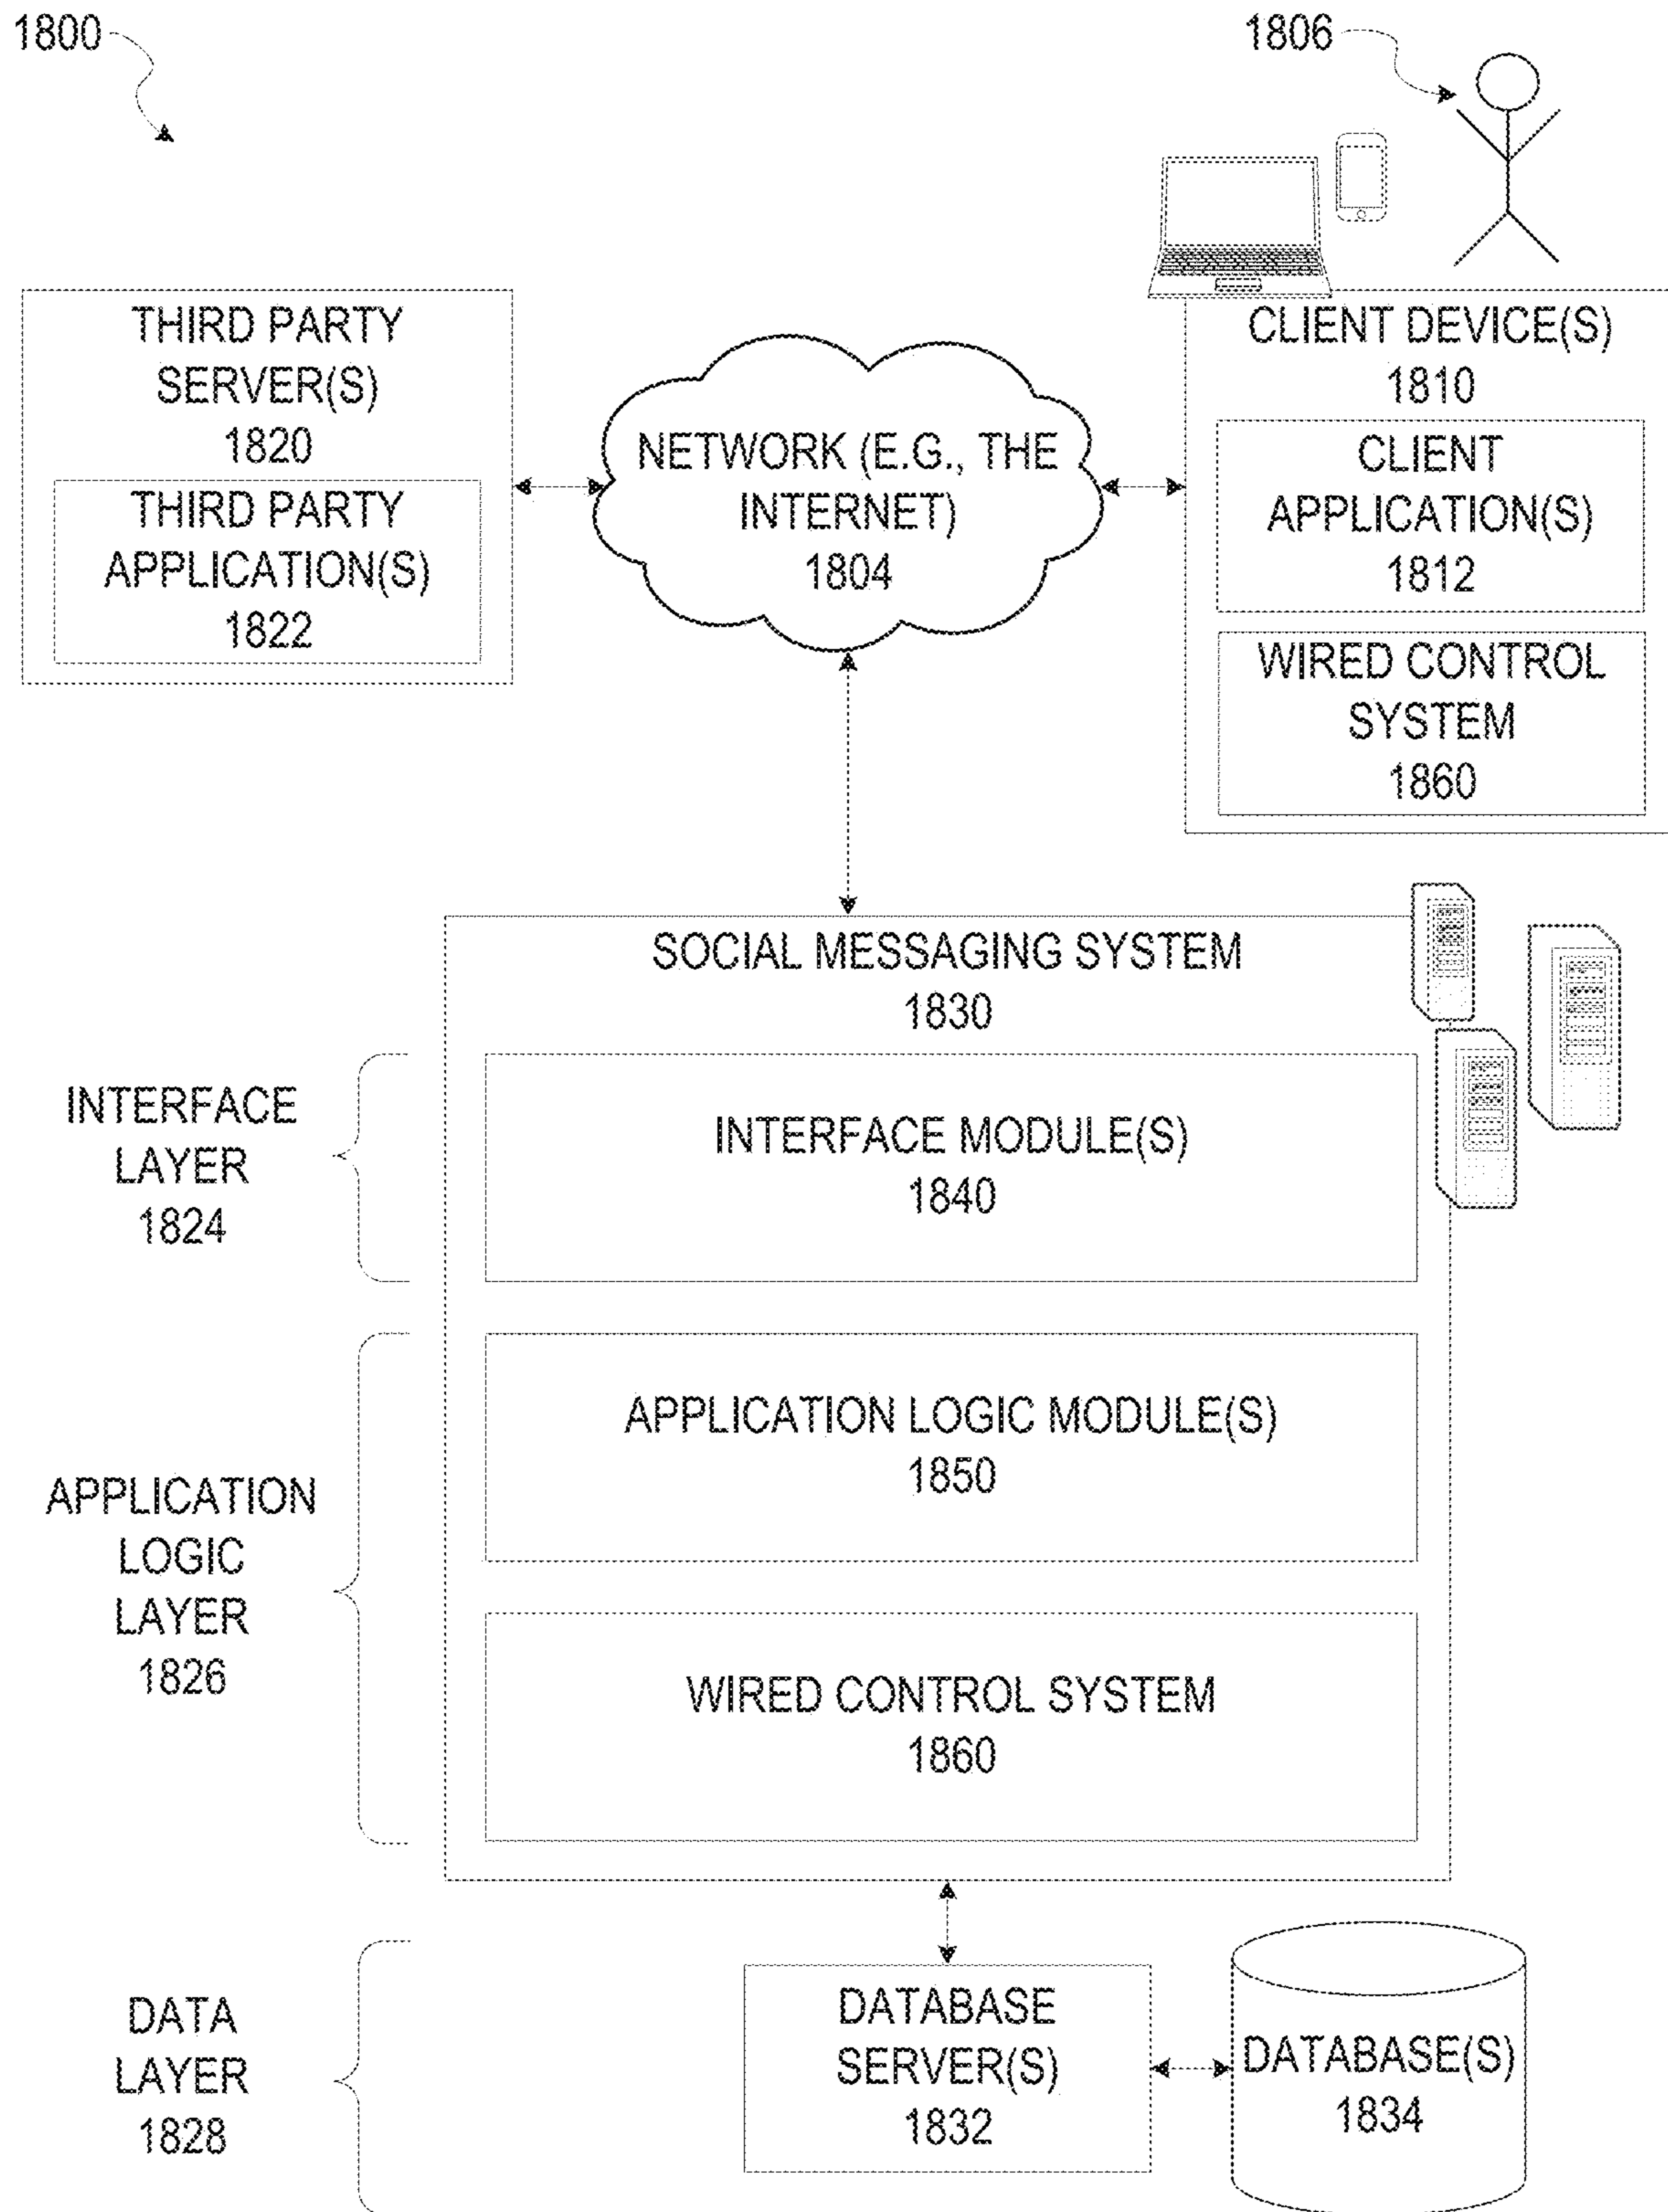 1800
1806
THIRD PARTY
SERVER(S)
1820
THIRD PARTY
APPLICATION(S)
1822
NETWORK (E.G., THE
INTERNET)
1804
CLIENT DEVICE(S)
1810
CLIENT
APPLICATION(S)
1812
WIRED CONTROL
SYSTEM
1860
SOCIAL MESSAGING SYSTEM
1830
INTERFACE
LAYER
1824
INTERFACE MODULE(S)
1840
APPLICATION
LOGIC
LAYER
1826
APPLICATION LOGIC MODULE(S)
1850
WIRED CONTROL SYSTEM
1860
DATA
LAYER
1828
DATABASE
SERVER(S)
1832
DATABASE(S)
1834